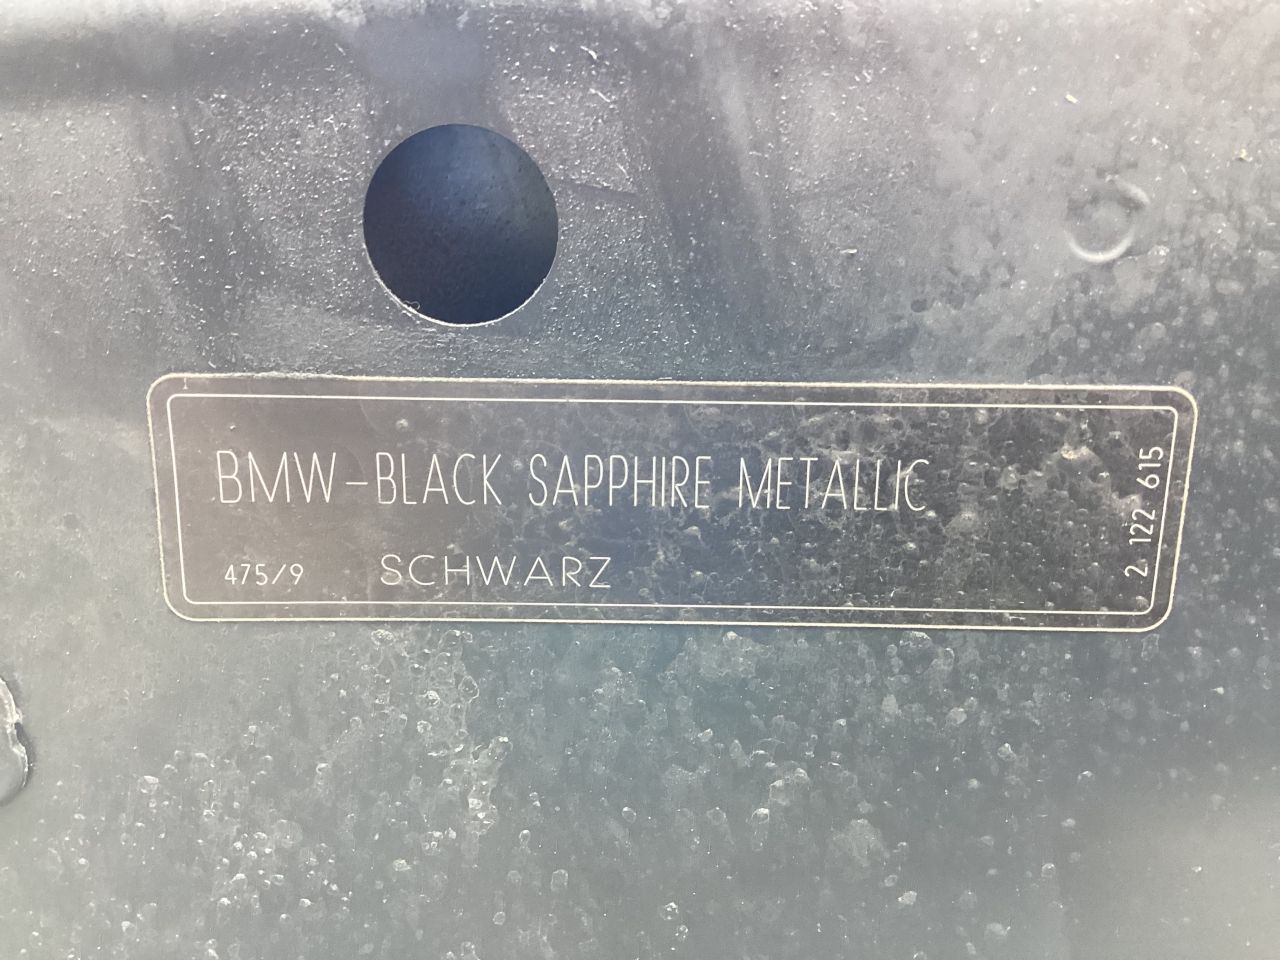 BMW-BLACK SAPPHIRE METALLIC
475/9 SCHWARZ
2 122 615